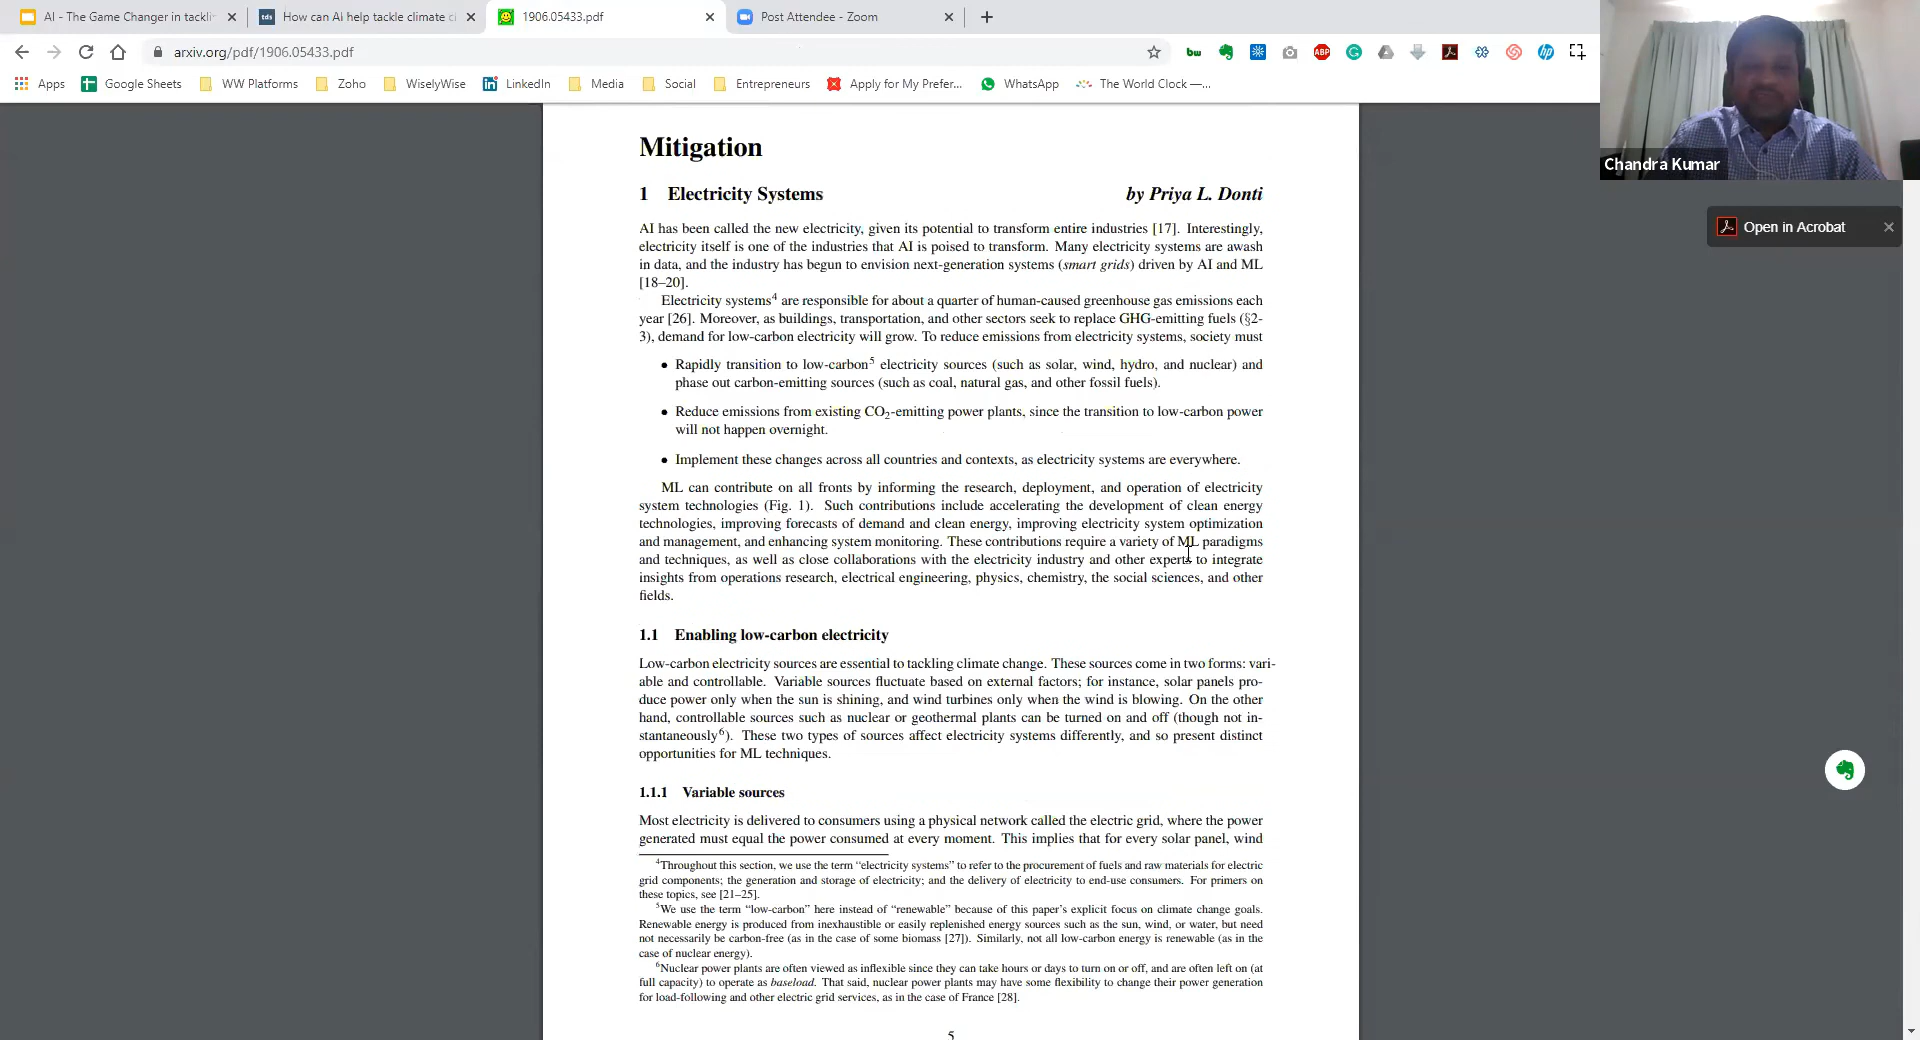 AI - The Game Changer in tackli
How can AI help tackle climate c
1906.05433.pdf
Post Attendee - Zoom
arxiv.org/pdf/1906.05433.pdf
Apps
Google Sheets
WW Platforms
Zoho
WiselyWise
LinkedIn
Media
Social
Entrepreneurs
Apply for My Prefer...
WhatsApp
The World Clock —...
Chandra Kumar
Open in Acrobat
Mitigation
1 Electricity Systems by Priya L. Donti
AI has been called the new electricity, given its potential to transform entire industries [17]. Interestingly,
electricity itself is one of the industries that AI is poised to transform. Many electricity systems are awash
in data, and the industry has begun to envision next-generation systems (smart grids) driven by AI and ML
[18–20].
Electricity systems4 are responsible for about a quarter of human-caused greenhouse gas emissions each
year [26]. Moreover, as buildings, transportation, and other sectors seek to replace GHG-emitting fuels (§2-
3), demand for low-carbon electricity will grow. To reduce emissions from electricity systems, society must
• Rapidly transition to low-carbon5 electricity sources (such as solar, wind, hydro, and nuclear) and
phase out carbon-emitting sources (such as coal, natural gas, and other fossil fuels).
• Reduce emissions from existing CO2-emitting power plants, since the transition to low-carbon power
will not happen overnight.
• Implement these changes across all countries and contexts, as electricity systems are everywhere.
ML can contribute on all fronts by informing the research, deployment, and operation of electricity
system technologies (Fig. 1). Such contributions include accelerating the development of clean energy
technologies, improving forecasts of demand and clean energy, improving electricity system optimization
and management, and enhancing system monitoring. These contributions require a variety of ML paradigms
and techniques, as well as close collaborations with the electricity industry and other experts to integrate
insights from operations research, electrical engineering, physics, chemistry, the social sciences, and other
fields.
1.1 Enabling low-carbon electricity
Low-carbon electricity sources are essential to tackling climate change. These sources come in two forms: vari-
able and controllable. Variable sources fluctuate based on external factors; for instance, solar panels pro-
duce power only when the sun is shining, and wind turbines only when the wind is blowing. On the other
hand, controllable sources such as nuclear or geothermal plants can be turned on and off (though not in-
stantaneously6). These two types of sources affect electricity systems differently, and so present distinct
opportunities for ML techniques.
1.1.1 Variable sources
Most electricity is delivered to consumers using a physical network called the electric grid, where the power
generated must equal the power consumed at every moment. This implies that for every solar panel, wind
4Throughout this section, we use the term “electricity systems” to refer to the procurement of fuels and raw materials for electric
grid components; the generation and storage of electricity; and the delivery of electricity to end-use consumers. For primers on
these topics, see [21–25].
5We use the term “low-carbon” here instead of “renewable” because of this paper's explicit focus on climate change goals.
Renewable energy is produced from inexhaustible or easily replenished energy sources such as the sun, wind, or water, but need
not necessarily be carbon-free (as in the case of some biomass [27]). Similarly, not all low-carbon energy is renewable (as in the
case of nuclear energy).
6Nuclear power plants are often viewed as inflexible since they can take hours or days to turn on or off, and are often left on (at
full capacity) to operate as baseload. That said, nuclear power plants may have some flexibility to change their power generation
for load-following and other electric grid services, as in the case of France [28].
5